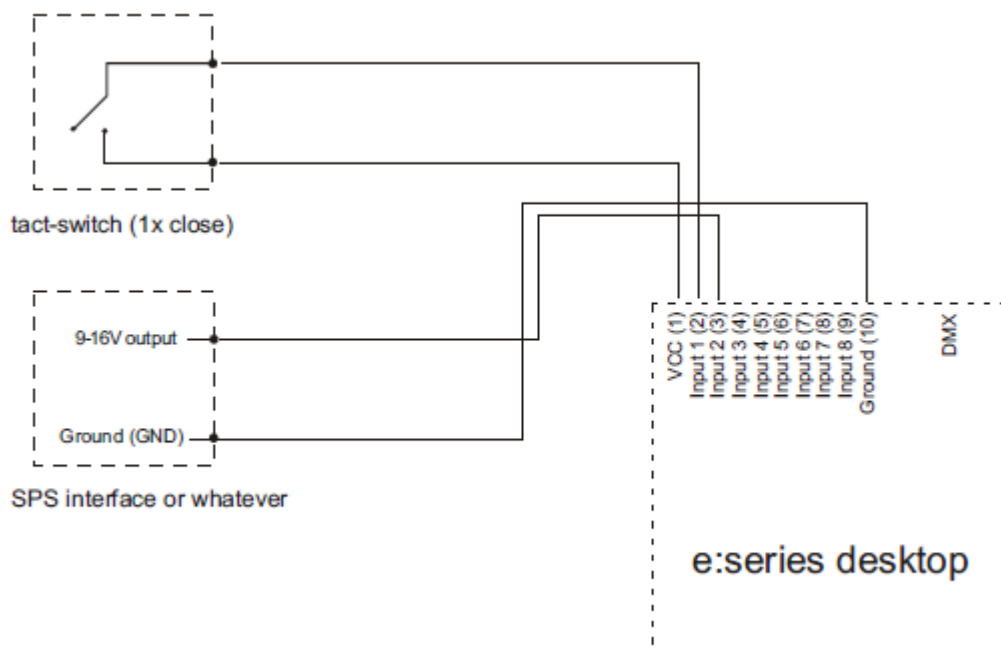 tact-switch (1x close)
9-16V output
Ground (GND)
SPS interface or whatever
VCC (1)
Input 1 (2)
Input 2 (3)
Input 3 (4)
Input 4 (5)
Input 5 (6)
Input 6 (7)
Input 7 (8)
Input 8 (9)
Ground (10)
DMX
e:series desktop